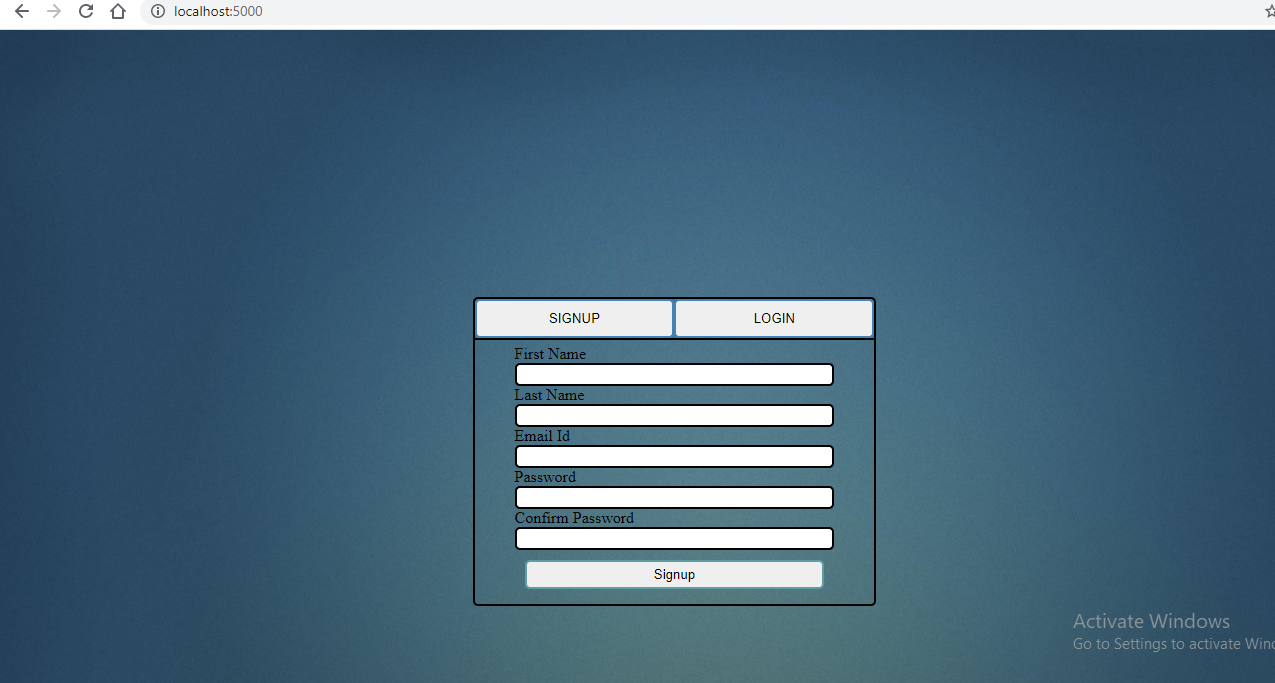 localhost:5000
SIGNUP LOGIN
First Name
Last Name
Email Id
Password
Confirm Password
Signup
Activate Windows
Go to Settings to activate Wind